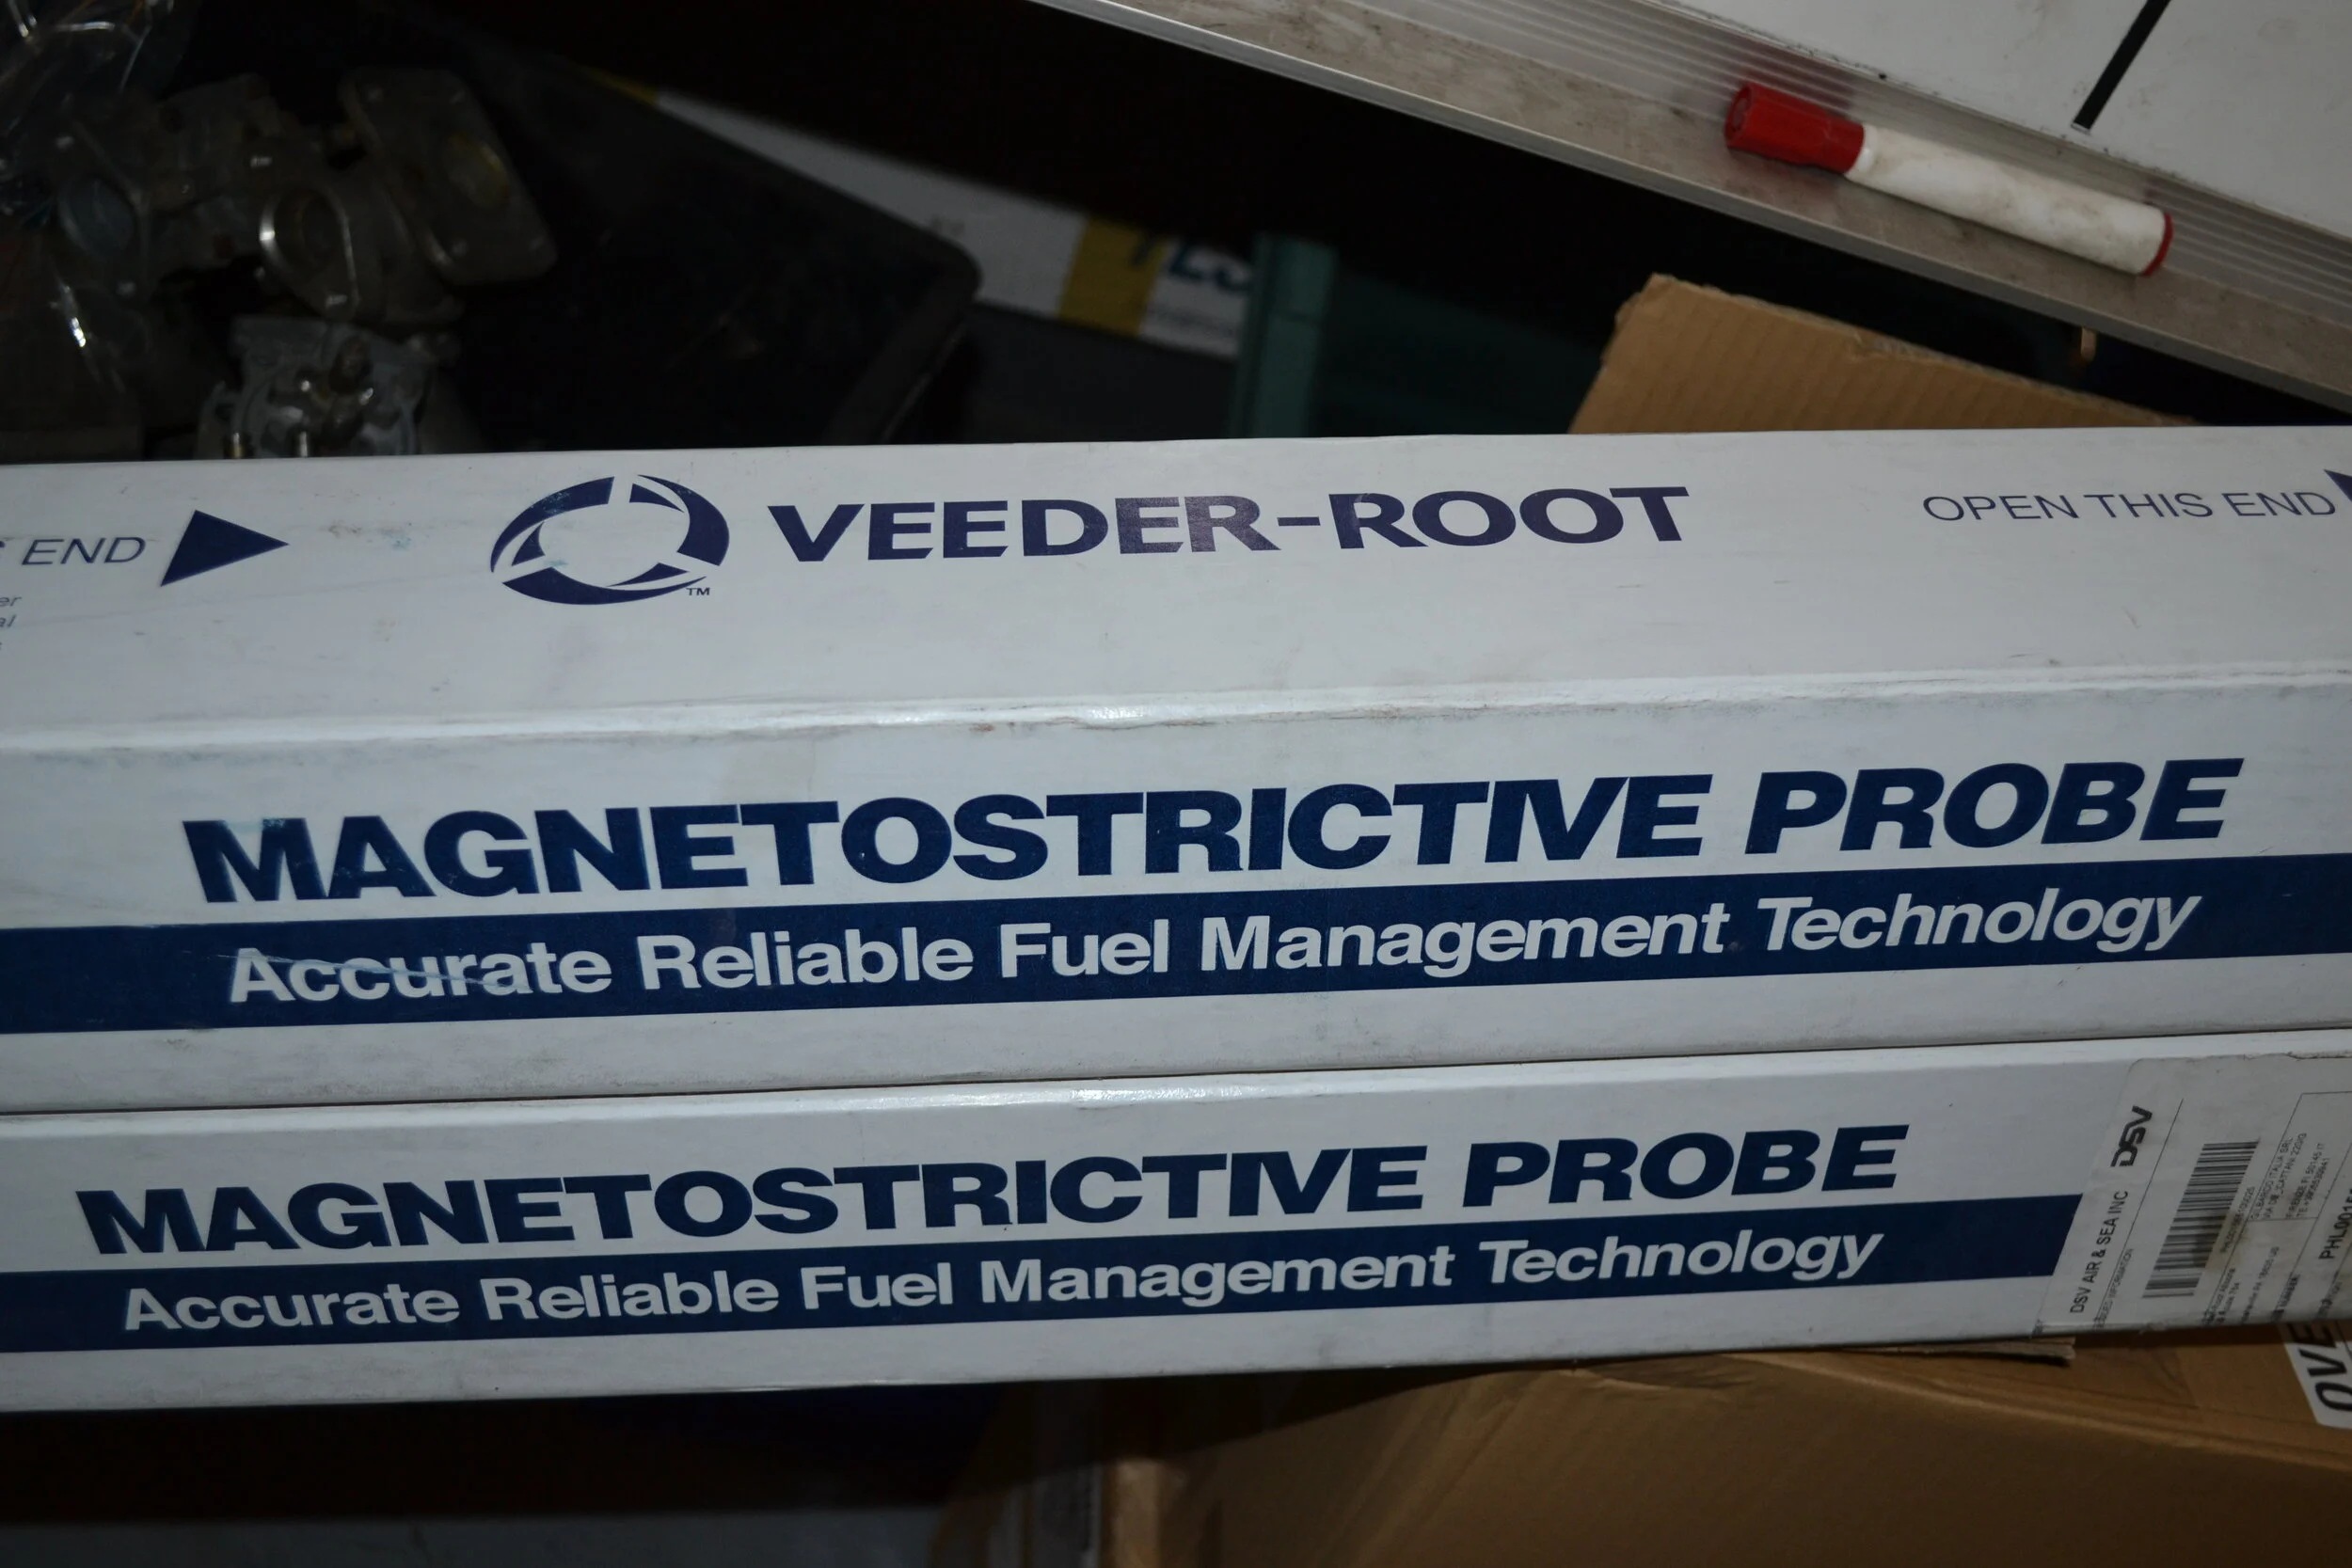 END
VEEDER-ROOT
TM
OPEN THIS END
MAGNETOSTRICTIVE PROBE
Accurate Reliable Fuel Management Technology
MAGNETOSTRICTIVE PROBE
Accurate Reliable Fuel Management Technology
DSV AIR & SEA INC
DSV